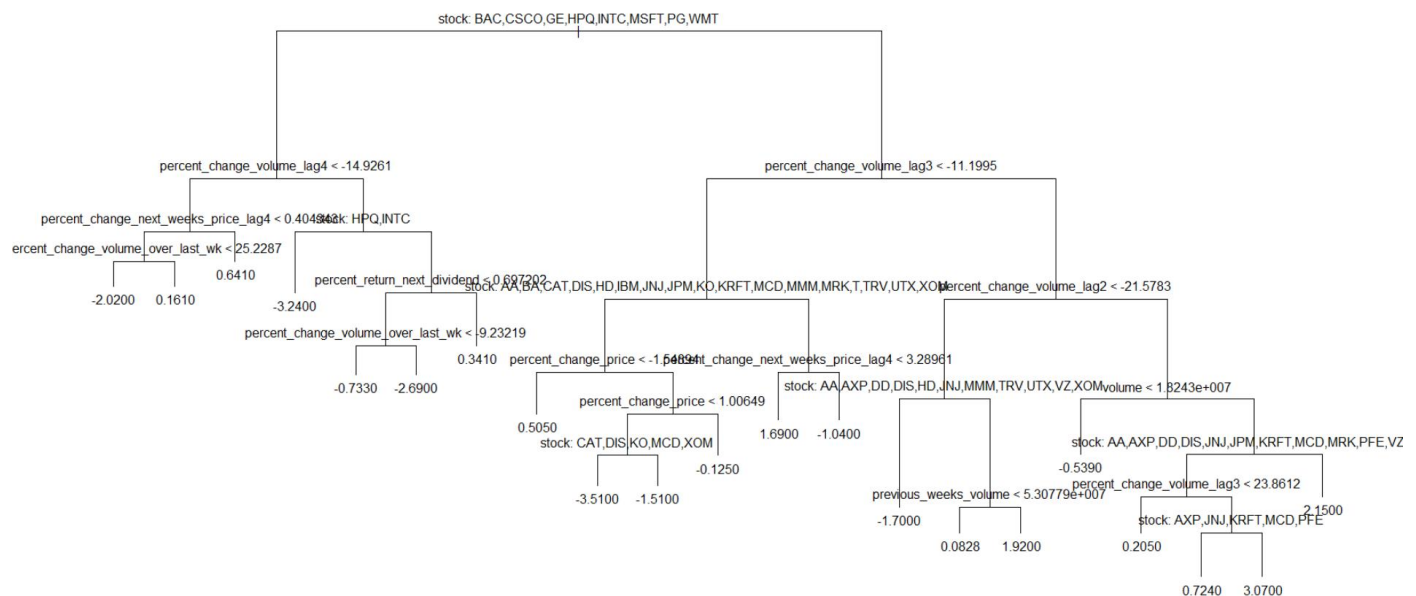 stock: BAC,CSCO,GE,HPQ,INTC,MSFT,PG,WMT
percent_change_volume_lag4 < -14.9261
percent_change_volume_lag3 < -11.1995
percent_change_next_weeks_price_lag4 < 0.404343
stock: HPQ,INTC
ercent_change_volume_over_last_wk < 25.2287
0.6410
percent_return_next_dividend < 0.697202
stock: AA,BA,CAT,DIS,HD,IBM,JNJ,JPM,KO,KRFT,MCD,MMM,MRK,T,TRV,UTX,XOM
percent_change_volume_lag2 < -21.5783
-2.0200
0.1610
-3.2400
percent_change_volume_over_last_wk < -9.23219
0.3410
percent_change_price < -1.54894
percent_change_next_weeks_price_lag4 < 3.28961
stock: AA,AXP,DD,DIS,HD,JNJ,MMM,TRV,UTX,VZ,XOM
volume < 1.8243e+007
-0.7330
-2.6900
0.5050
percent_change_price < 1.00649
1.6900
-1.0400
stock: CAT,DIS,KO,MCD,XOM
-0.1250
-0.5390
stock: AA,AXP,DD,DIS,JNJ,JPM,KRFT,MCD,MRK,PFE,VZ
-3.5100
-1.5100
previous_weeks_volume < 5.30779e+007
-1.7000
percent_change_volume_lag3 < 23.8612
2.1500
0.0828
1.9200
0.2050
stock: AXP,JNJ,KRFT,MCD,PFE
0.7240
3.0700